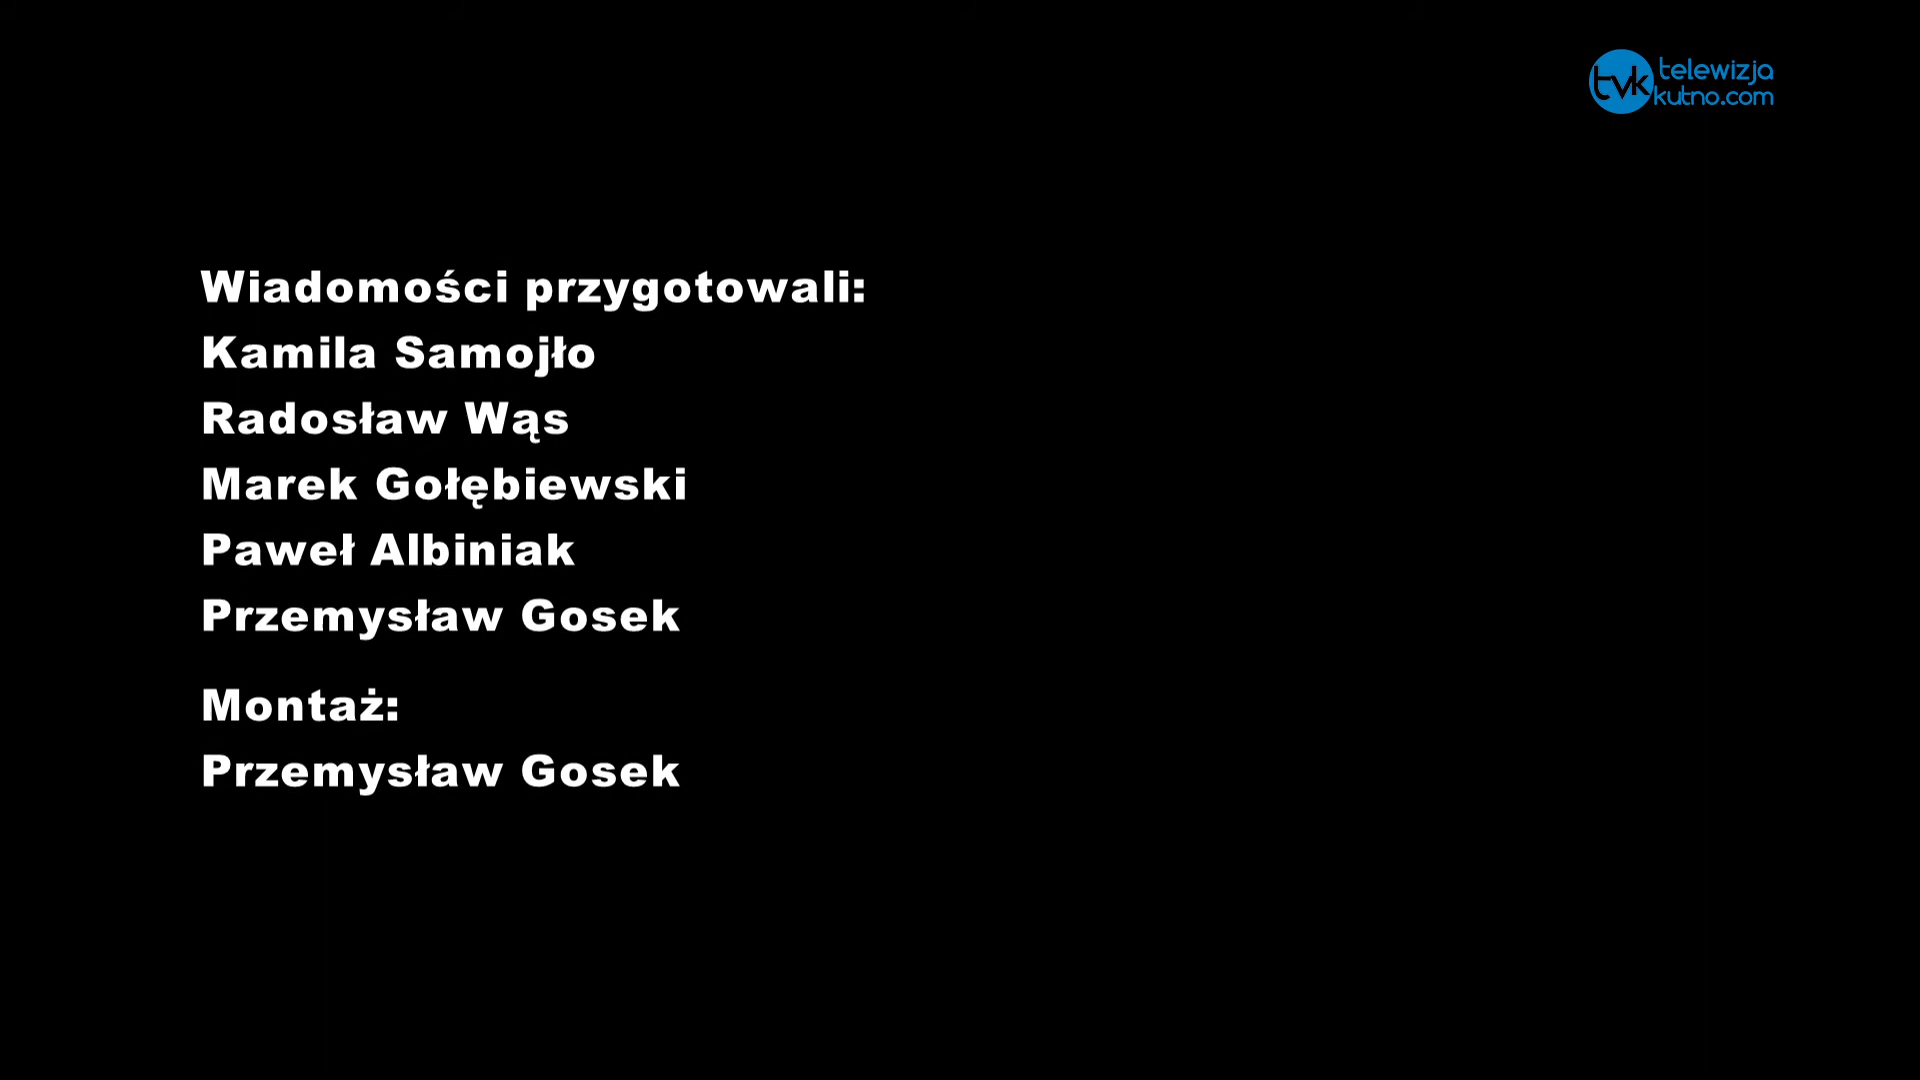 tvk telewizja
kutno.com
Wiadomości przygotowali:
Kamila Samojło
Radosław Wąs
Marek Gołębiewski
Paweł Albiniak
Przemysław Gosek
Montaż:
Przemysław Gosek